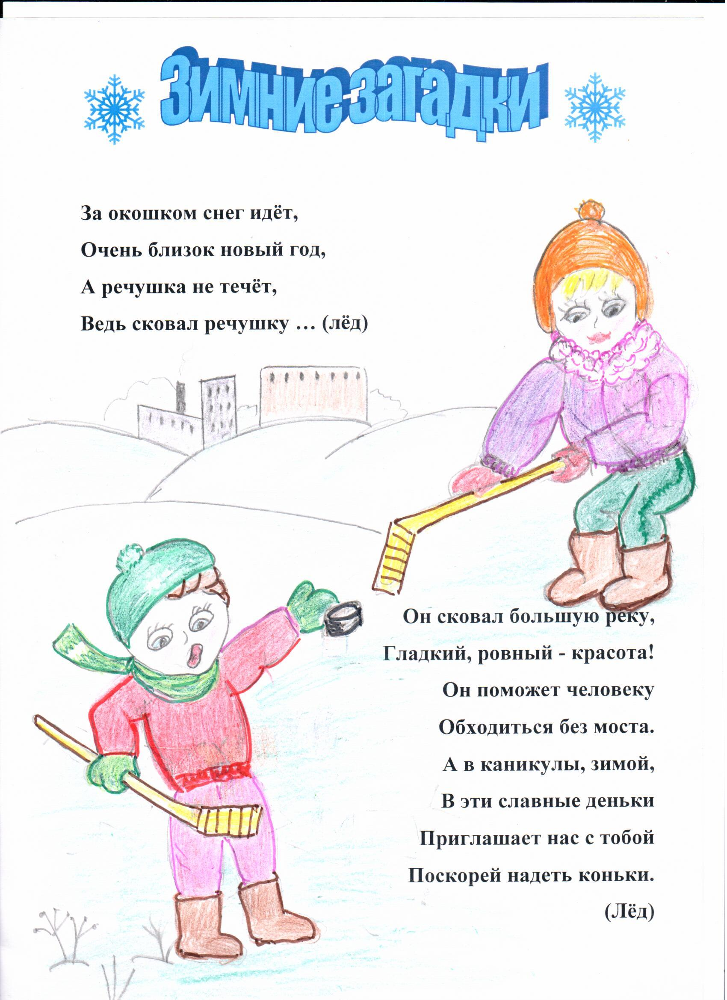 Зимние загадки
За окошком снег идёт,
Очень близок новый год,
А речушка не течёт,
Ведь сковал речушку … (лёд)
Он сковал большую реку,
Гладкий, ровный - красота!
Он поможет человеку
Обходиться без моста.
А в каникулы, зимой,
В эти славные деньки
Приглашает нас с тобой
Поскорей надеть коньки.
(Лёд)